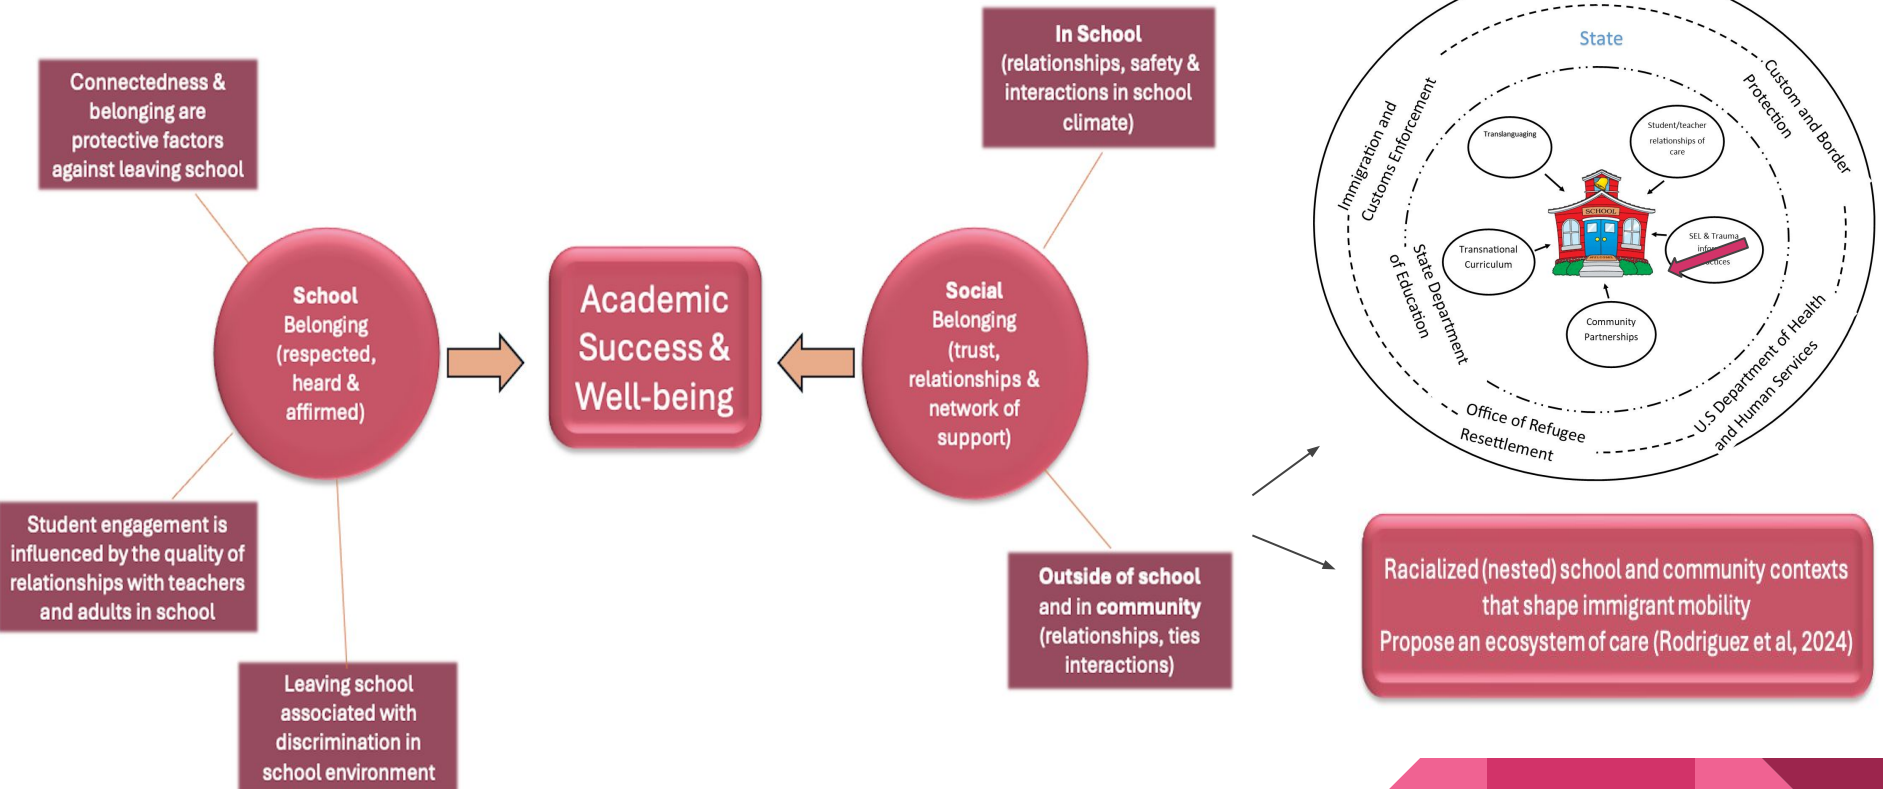 Connectedness &
belonging are
protective factors
against leaving school
School
Belonging
(respected,
heard &
affirmed)
Student engagement is
influenced by the quality of
relationships with teachers
and adults in school
Leaving school
associated with
discrimination in
school environment
Academic
Success &
Well-being
In School
(relationships, safety &
interactions in school
climate)
Social
Belonging
(trust,
relationships &
network of
support)
Outside of school
and in community
(relationships, ties
interactions)
State
Immigration and
Customs Enforcement
Custom and Border
Protection
State Department
of Education
Office of Refugee
Resettlement
U.S Department of Health
and Human Services
Translanguaging
Student/teacher
relationships of
care
Transnational
Curriculum
SEL & Trauma
Community
Partnerships
SCHOOL
Racialized (nested) school and community contexts
that shape immigrant mobility
Propose an ecosystem of care (Rodriguez et al, 2024)